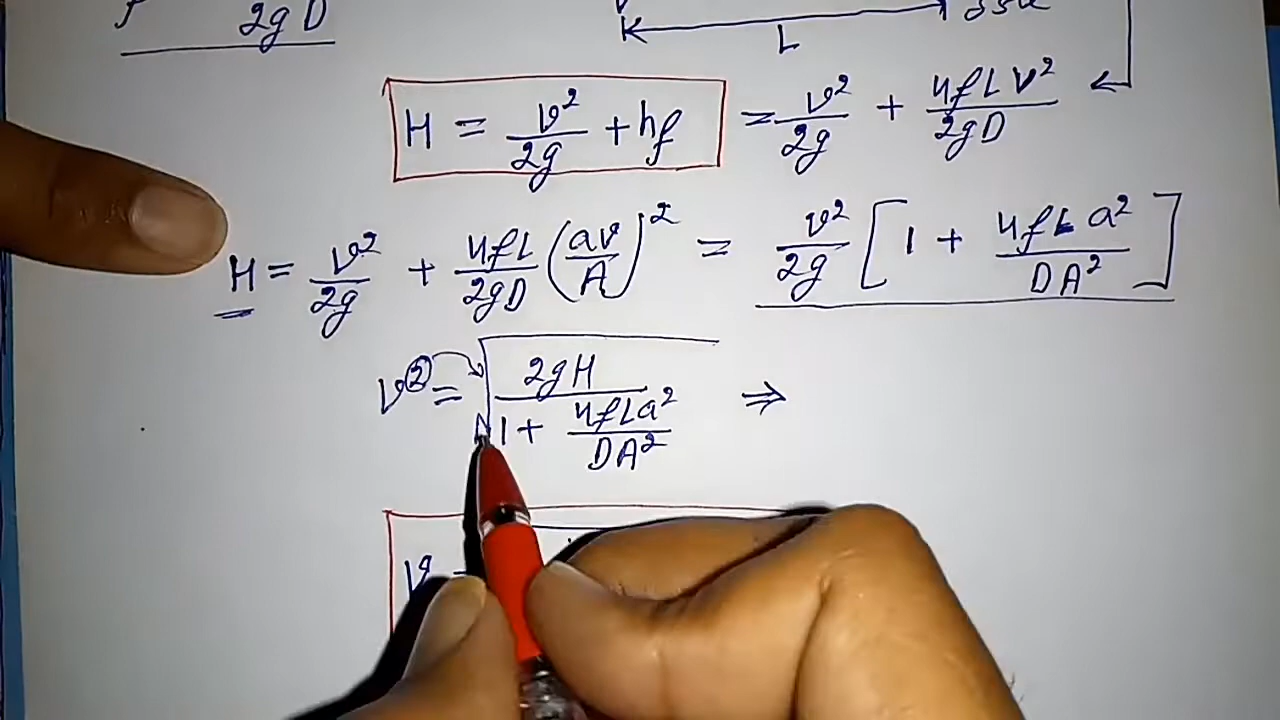 2gD
L
H = v²/2g + hf = v²/2g + 4fLV²/2gD
H = v²/2g + 4fL/2gD (av/A)² = v²/2g [1 + 4fLa²/DA²]
v² = √(2gH/(1 + 4fLa²/DA²)) ⇒